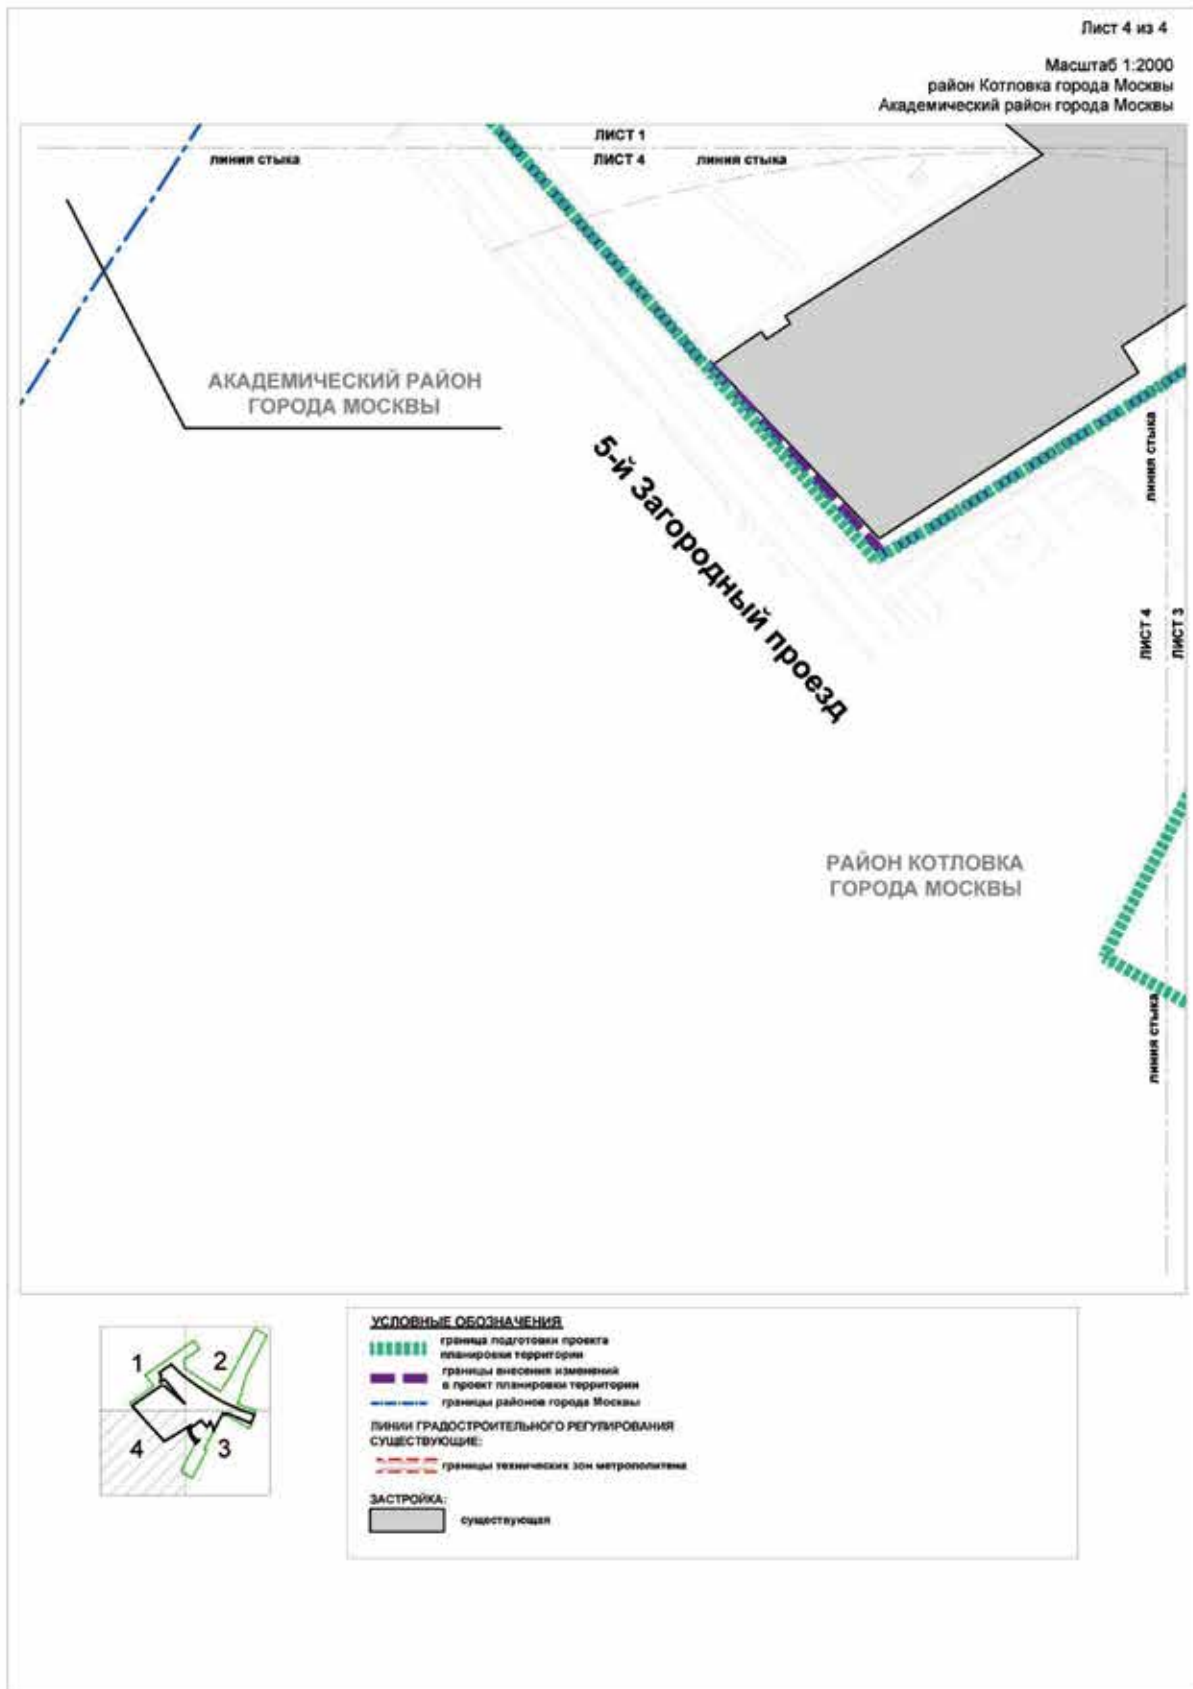 Лист 4 из 4
Масштаб 1:2000
район Котловка города Москвы
Академический район города Москвы
ЛИСТ 1
линия стыка
ЛИСТ 4
линия стыка
АКАДЕМИЧЕСКИЙ РАЙОН
ГОРОДА МОСКВЫ
5-й Загородный проезд
линия стыка
ЛИСТ 4
ЛИСТ 3
РАЙОН КОТЛОВКА
ГОРОДА МОСКВЫ
линия стыка
1
2
4
3
УСЛОВНЫЕ ОБОЗНАЧЕНИЯ
граница подготовки проекта
планировки территории
границы внесения изменений
в проект планировки территории
границы районов города Москвы
ЛИНИИ ГРАДОСТРОИТЕЛЬНОГО РЕГУЛИРОВАНИЯ
СУЩЕСТВУЮЩИЕ:
границы технических зон метрополитена
ЗАСТРОЙКА:
существующая